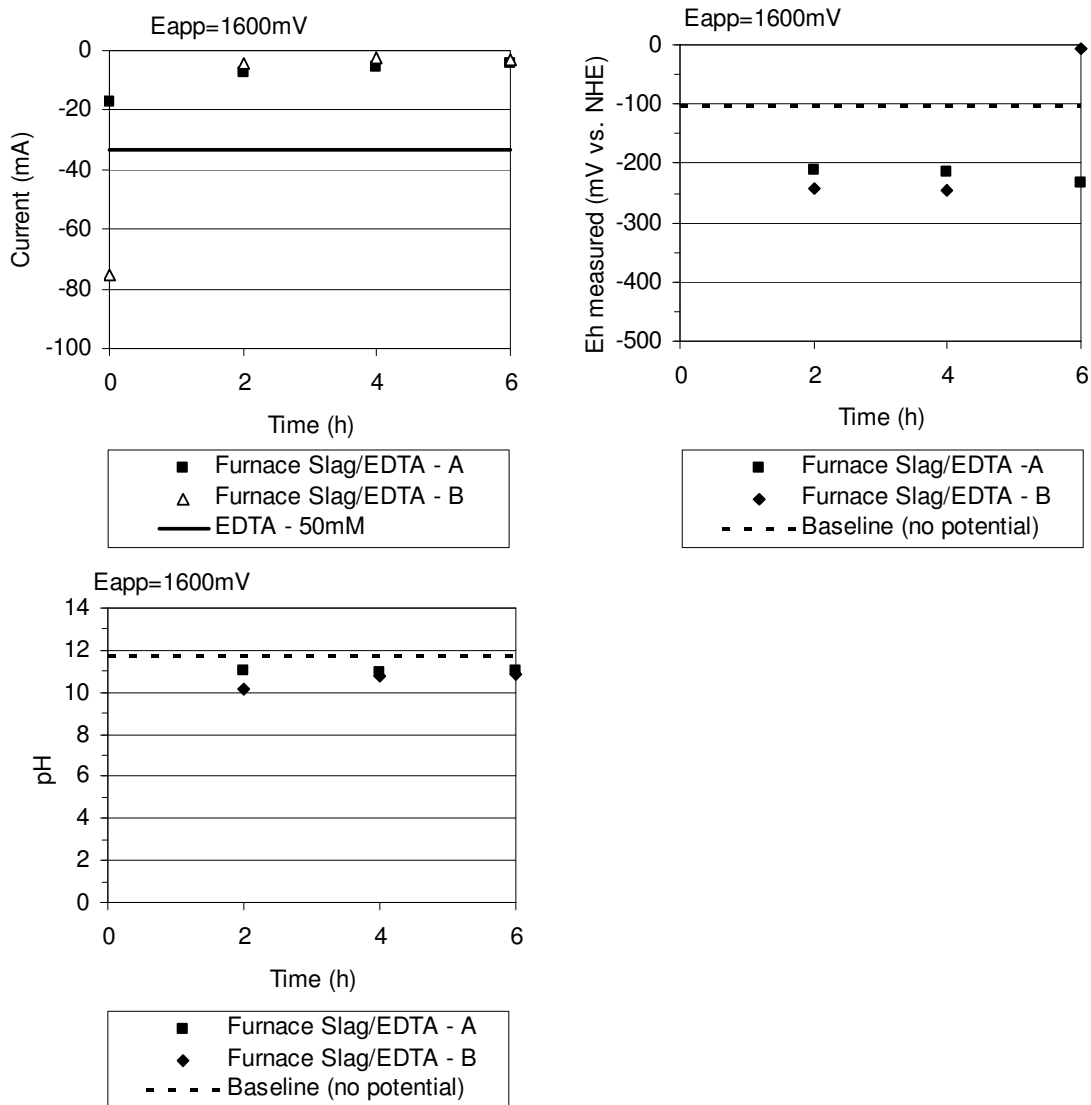 Eapp=1600mV
0
-20
-40
-60
-80
-100
Current (mA)
0 2 4 6
Time (h)
Furnace Slag/EDTA - A
Furnace Slag/EDTA - B
EDTA - 50mM
Eapp=1600mV
0
-100
-200
-300
-400
-500
Eh measured (mV vs. NHE)
0 2 4 6
Time (h)
Furnace Slag/EDTA -A
Furnace Slag/EDTA - B
Baseline (no potential)
Eapp=1600mV
14
12
10
8
6
4
2
0
pH
0 2 4 6
Time (h)
Furnace Slag/EDTA - A
Furnace Slag/EDTA - B
Baseline (no potential)